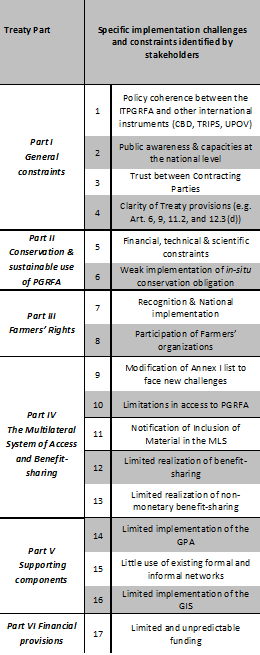 Treaty Part
Specific implementation challenges
and constraints identified by
stakeholders
Part I
General
constraints
1
Policy coherence between the
ITPGRFA and other international
instruments (CBD, TRIPS, UPOV)
2
Public awareness & capacities at
the national level
3
Trust between Contracting
Parties
4
Clarity of Treaty provisions (e.g.
Art. 6, 9, 11.2, and 12.3(d))
Part II
Conservation &
sustainable use
of PGRFA
5
Financial, technical & scientific
constraints
6
Weak implementation of in-situ
conservation obligation
Part III
Farmers' Rights
7
Recognition & National
implementation
8
Participation of Farmers'
organizations
Part IV
The Multilateral
System of Access
and Benefit-
sharing
9
Modification of Annex I list to
face new challenges
10
Limitations in access to PGRFA
11
Notification of Inclusion of
Material in the MLS
12
Limited realization of benefit-
sharing
13
Limited realization of non-
monetary benefit-sharing
Part V
Supporting
components
14
Limited implementation of the
GPA
15
Little use of existing formal and
informal networks
16
Limited implementation of the
GIS
Part VI Financial
provisions
17
Limited and unpredictable
funding